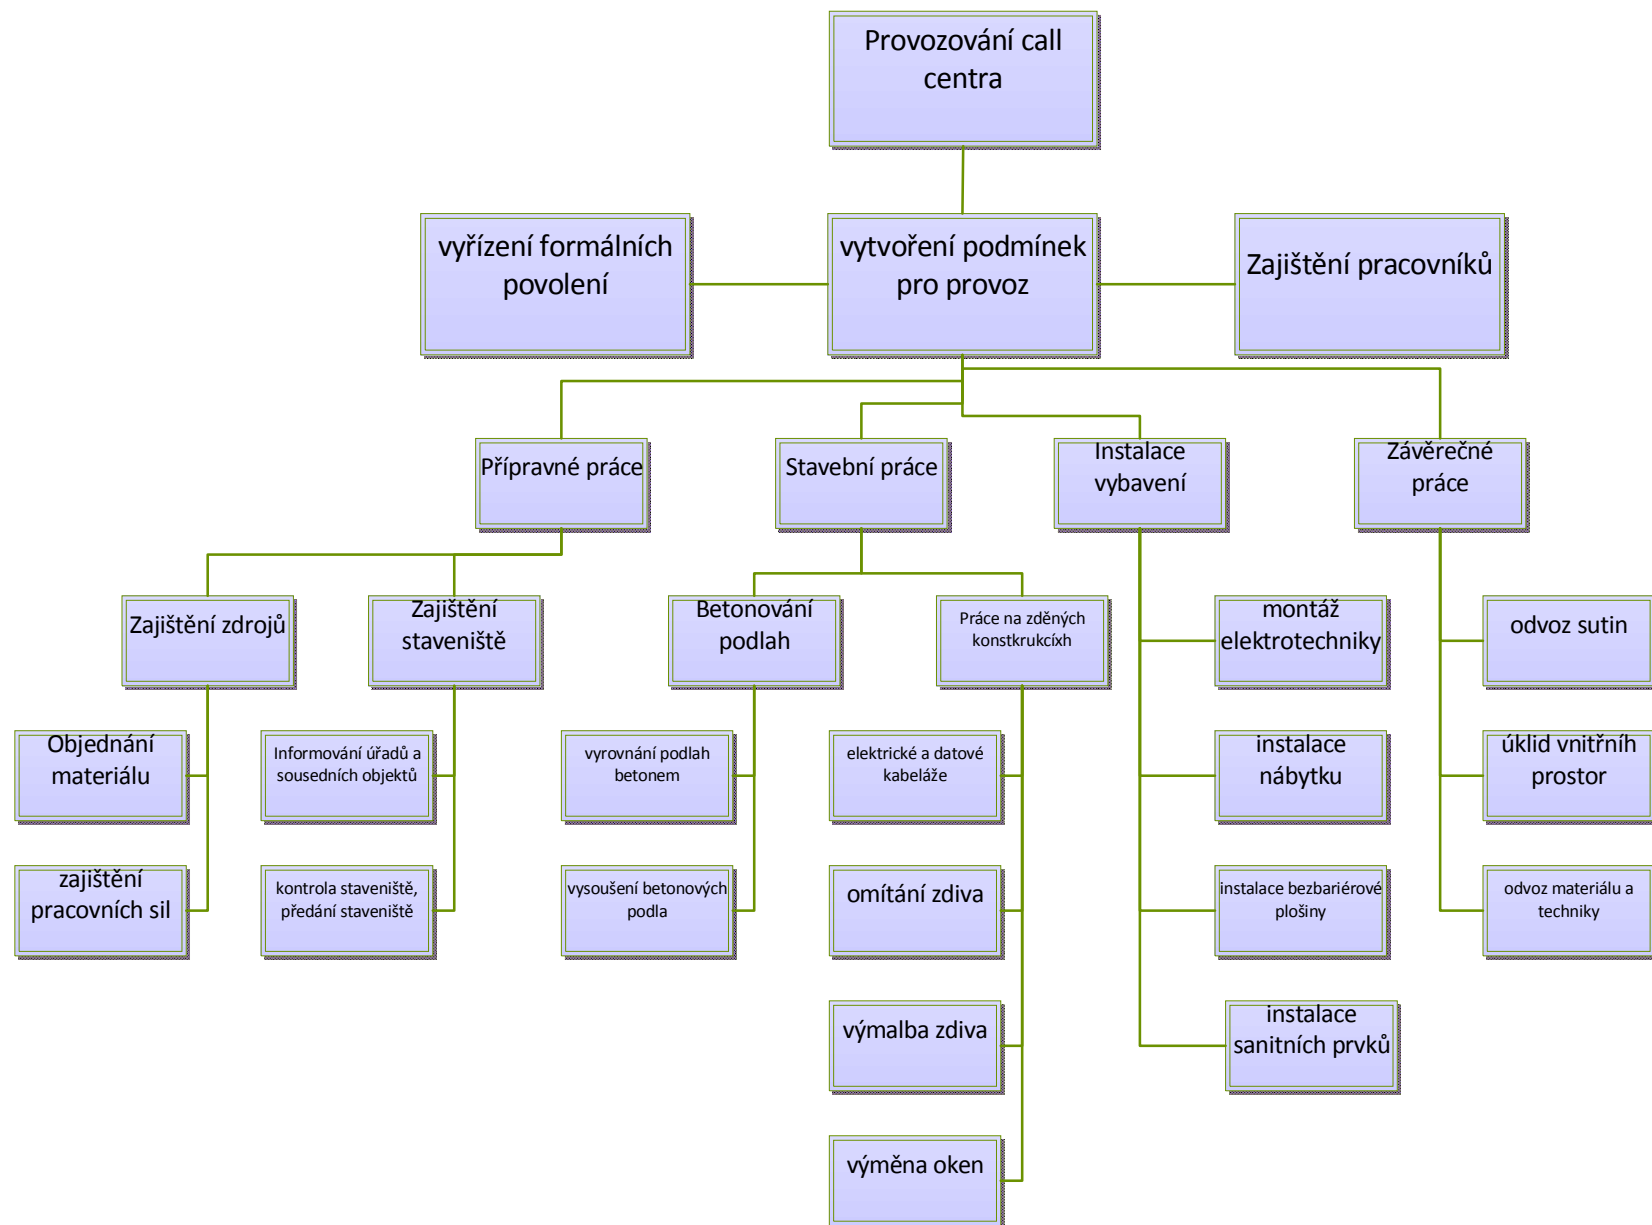 Provozování call
centra
vyřízení formálních
povolení
vytvoření podmínek
pro provoz
Zajištění pracovníků
Přípravné práce
Stavební práce
Instalace
vybavení
Závěrečné
práce
Zajištění zdrojů
Zajištění
staveniště
Betonování
podlah
Práce na zděných
konstkrukcíxh
montáž
elektrotechniky
odvoz sutin
Objednání
materiálu
Informování úřadů a
sousedních objektů
vyrovnání podlah
betonem
elektrické a datové
kabeláže
instalace
nábytku
úklid vnitřních
prostor
zajištění
pracovních sil
kontrola staveniště,
předání staveniště
vysoušení betonových
podla
omítání zdiva
instalace bezbariérové
plošiny
odvoz materiálu a
techniky
výmalba zdiva
instalace
sanitních prvků
výměna oken